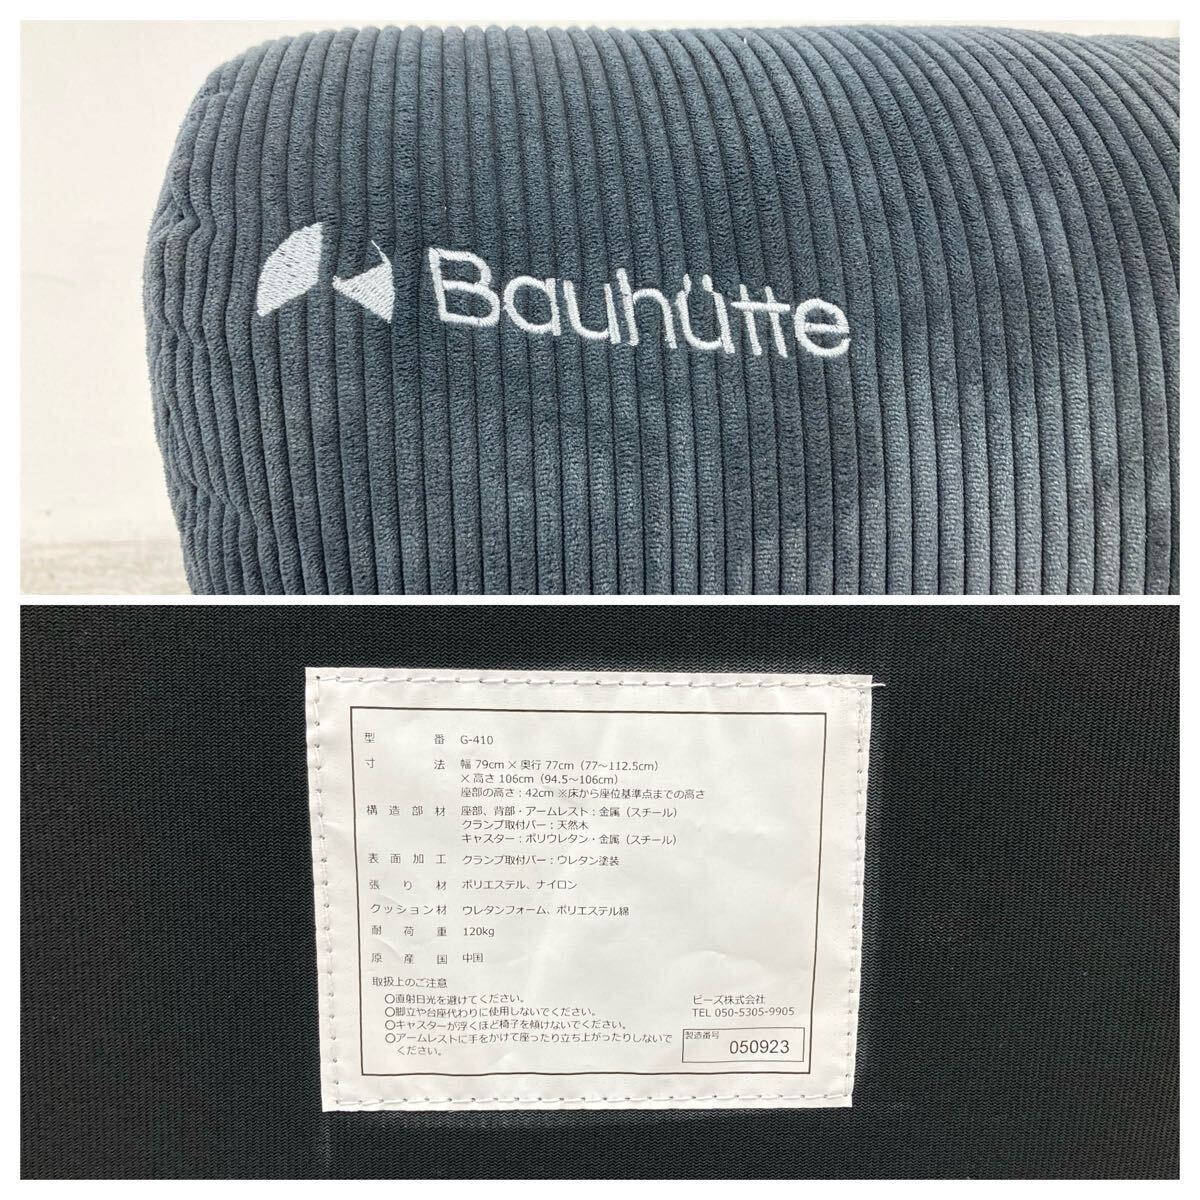 Bauhütte
型番 G-410
寸法 幅 79cm × 奥行 77cm（77～112.5cm）
× 高さ 106cm（94.5～106cm）
座部の高さ：42cm ※床から座位基準点までの高さ
構造部材 座部、背部・アームレスト：金属（スチール）
クランプ取付バー：天然木
キャスター：ポリウレタン・金属（スチール）
表面加工 クランプ取付バー：ウレタン塗装
張り材 ポリエステル、ナイロン
クッション材 ウレタンフォーム、ポリエステル綿
耐荷重 120kg
原産国 中国
取扱上のご注意
○直射日光を避けてください。
○脚立や台座代わりに使用しないでください。
○キャスターが浮くほど椅子を傾けないでください。
○アームレストに手をかけて座ったり立ち上がったりしないで
ください。
ビーズ株式会社
TEL 050-5305-9905
製造番号
050923